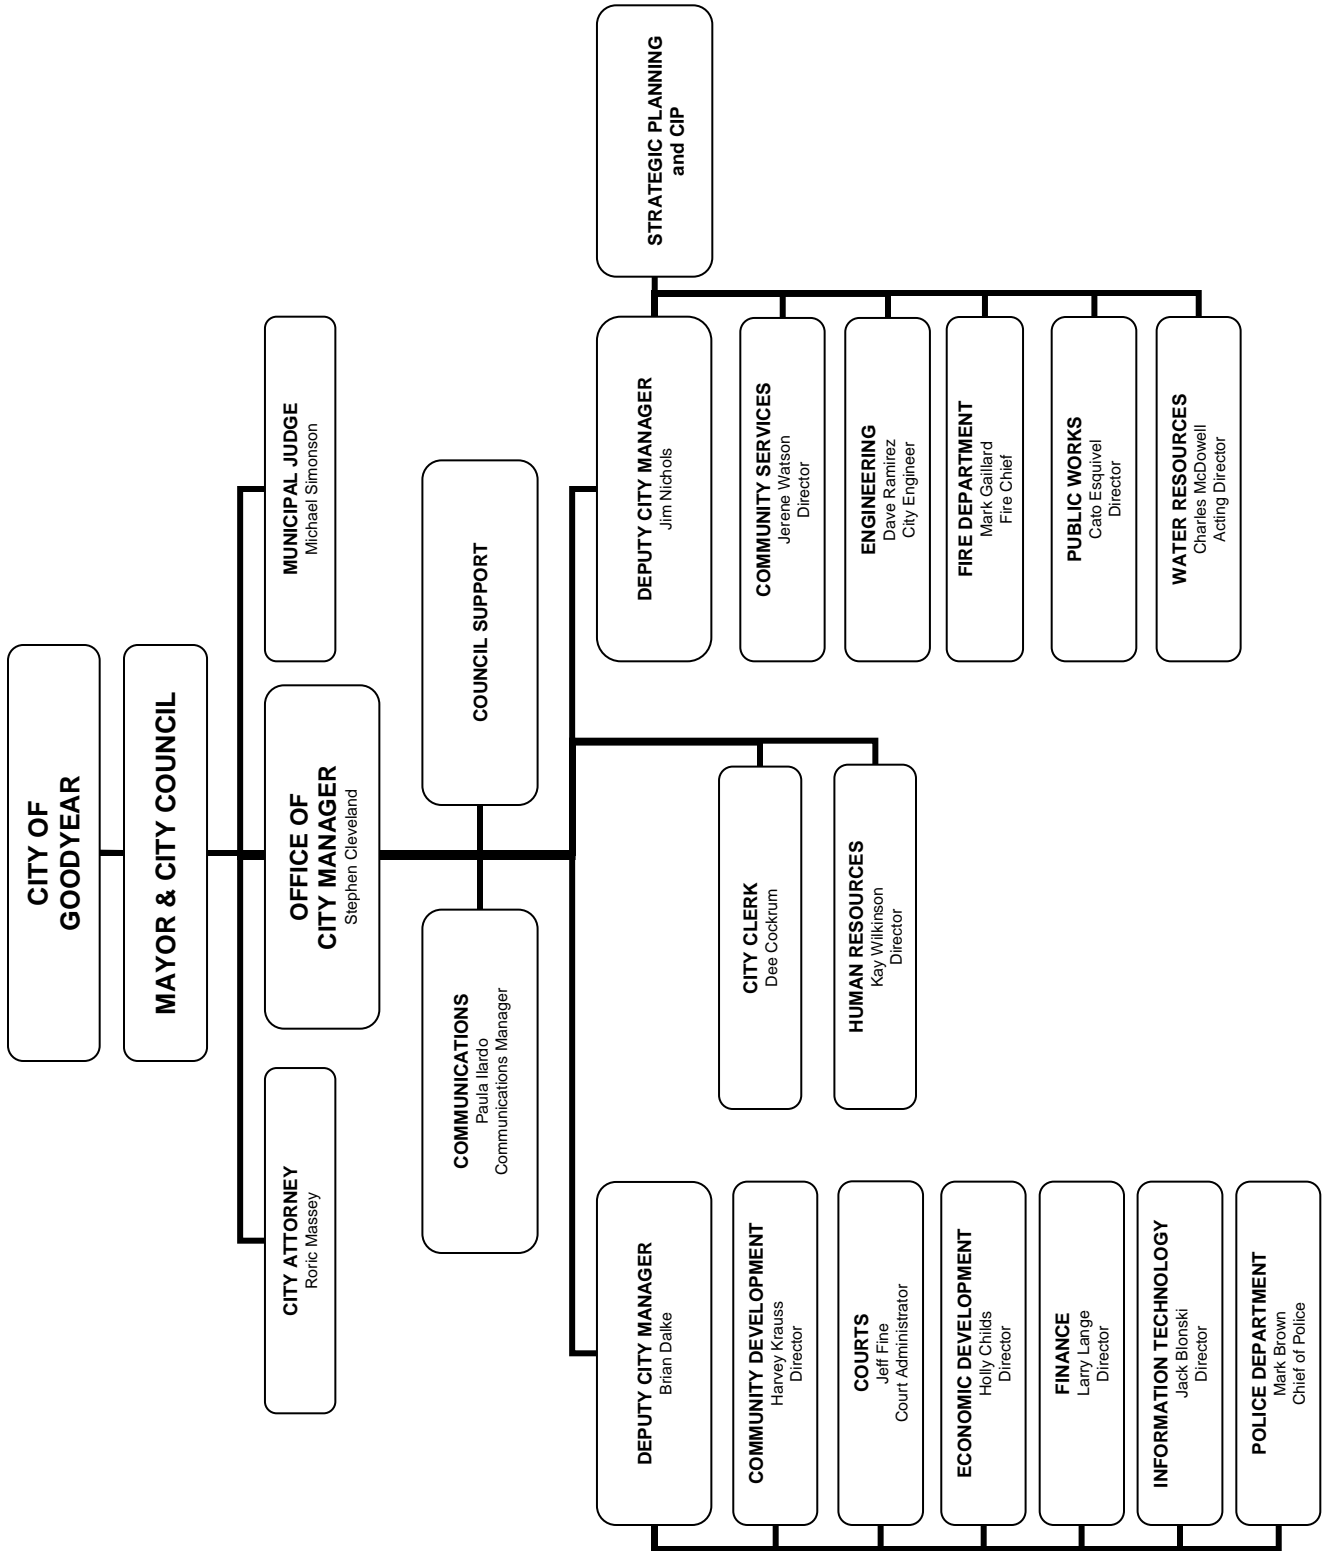 CITY OF
GOODYEAR
MAYOR & CITY COUNCIL
CITY ATTORNEY
Roric Massey
OFFICE OF
CITY MANAGER
Stephen Cleveland
MUNICIPAL JUDGE
Michael Simonson
COMMUNICATIONS
Paula Ilardo
Communications Manager
COUNCIL SUPPORT
DEPUTY CITY MANAGER
Brian Dalke
COMMUNITY DEVELOPMENT
Harvey Krauss
Director
COURTS
Jeff Fine
Court Administrator
ECONOMIC DEVELOPMENT
Holly Childs
Director
FINANCE
Larry Lange
Director
INFORMATION TECHNOLOGY
Jack Blonski
Director
POLICE DEPARTMENT
Mark Brown
Chief of Police
CITY CLERK
Dee Cockrum
HUMAN RESOURCES
Kay Wilkinson
Director
DEPUTY CITY MANAGER
Jim Nichols
STRATEGIC PLANNING
and CIP
COMMUNITY SERVICES
Jerene Watson
Director
ENGINEERING
Dave Ramirez
City Engineer
FIRE DEPARTMENT
Mark Gaillard
Fire Chief
PUBLIC WORKS
Cato Esquivel
Director
WATER RESOURCES
Charles McDowell
Acting Director